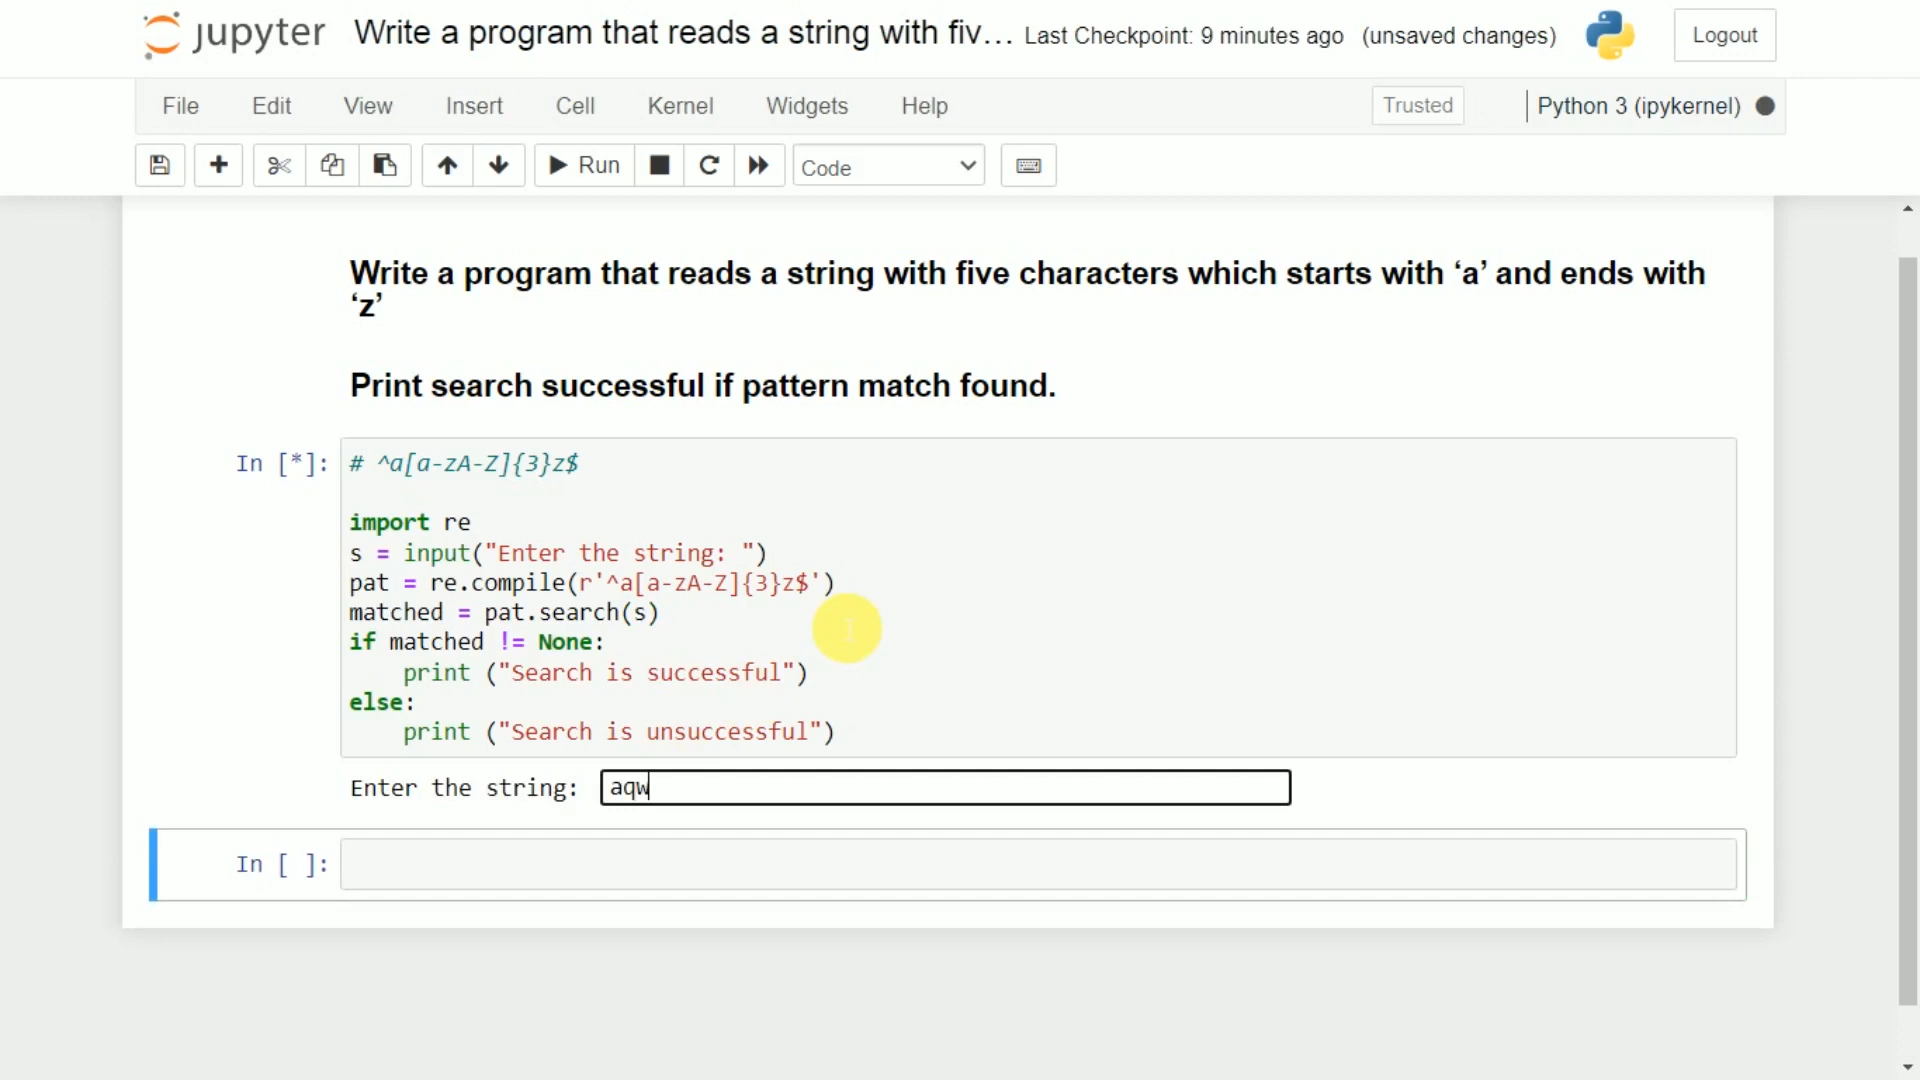 jupyter Write a program that reads a string with fiv... Last Checkpoint: 9 minutes ago (unsaved changes) Logout
File Edit View Insert Cell Kernel Widgets Help Trusted Python 3 (ipykernel)
Run Code
Write a program that reads a string with five characters which starts with ‘a’ and ends with
‘z’
Print search successful if pattern match found.
In [*]: # ^a[a-zA-Z]{3}z$
import re
s = input("Enter the string: ")
pat = re.compile(r'^a[a-zA-Z]{3}z$')
matched = pat.search(s)
if matched != None:
    print ("Search is successful")
else:
    print ("Search is unsuccessful")
Enter the string: aqw
In [ ]: